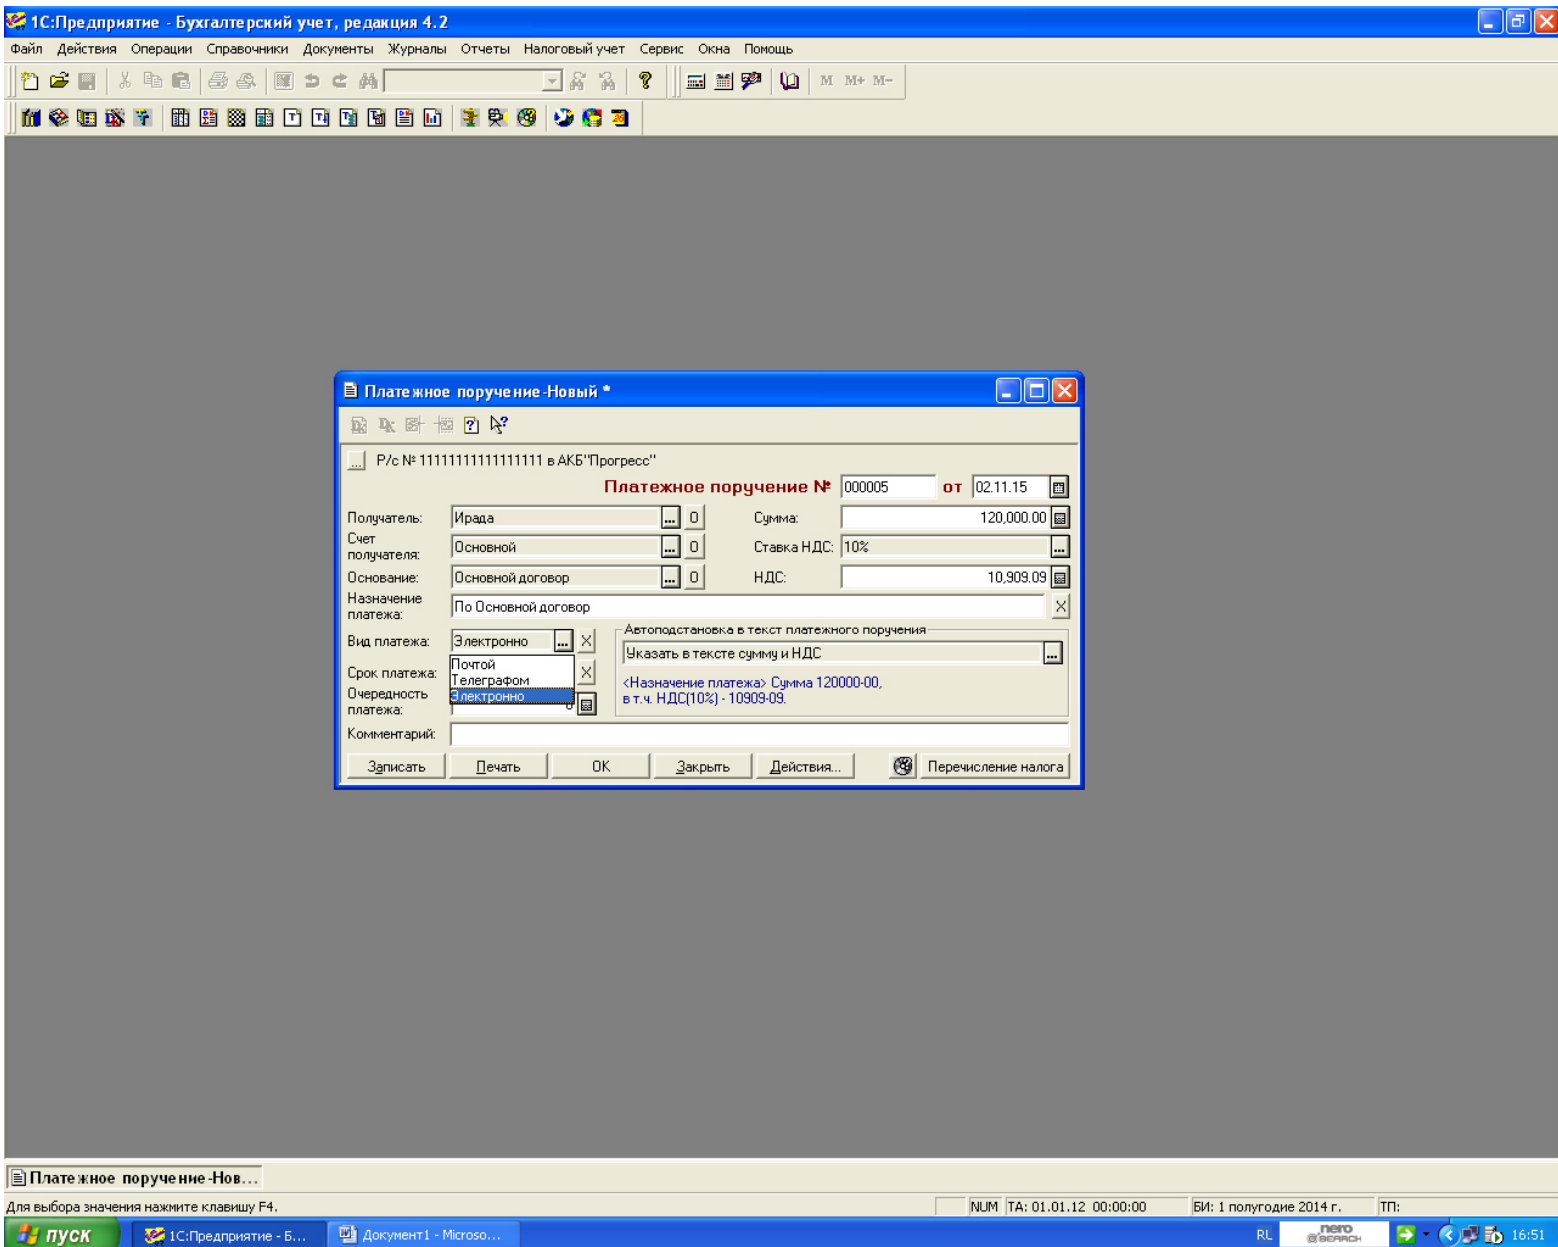 1С:Предприятие - Бухгалтерский учет, редакция 4.2
Файл Действия Операции Справочники Документы Журналы Отчеты Налоговый учет Сервис Окна Помощь
M M+ M-
Платежное поручение-Новый *
... Р/с № 11111111111111111 в АКБ"Прогресс"
Платежное поручение № 000005 от 02.11.15
Получатель: Ирада ... О Сумма: 120,000.00
Счет получателя: Основной ... О Ставка НДС: 10% ...
Основание: Основной договор ... О НДС: 10,909.09
Назначение платежа: По Основной договор X
Вид платежа: Электронно ... X
Автоподстановка в текст платежного поручения
Указать в тексте сумму и НДС ...
Почтой
Срок платежа: X
Телеграфом
<Назначение платежа> Сумма 120000-00,
Очередность платежа:
Электронно
в т.ч. НДС(10%) - 10909-09.
Комментарий:
Записать Печать OK Закрыть Действия... Перечисление налога
Платежное поручение-Нов...
Для выбора значения нажмите клавишу F4. NUM ТА: 01.01.12 00:00:00 БИ: 1 полугодие 2014 г. ТП:
пуск 1С:Предприятие - Б... Документ1 - Microso... RL nero SEARCH 16:51